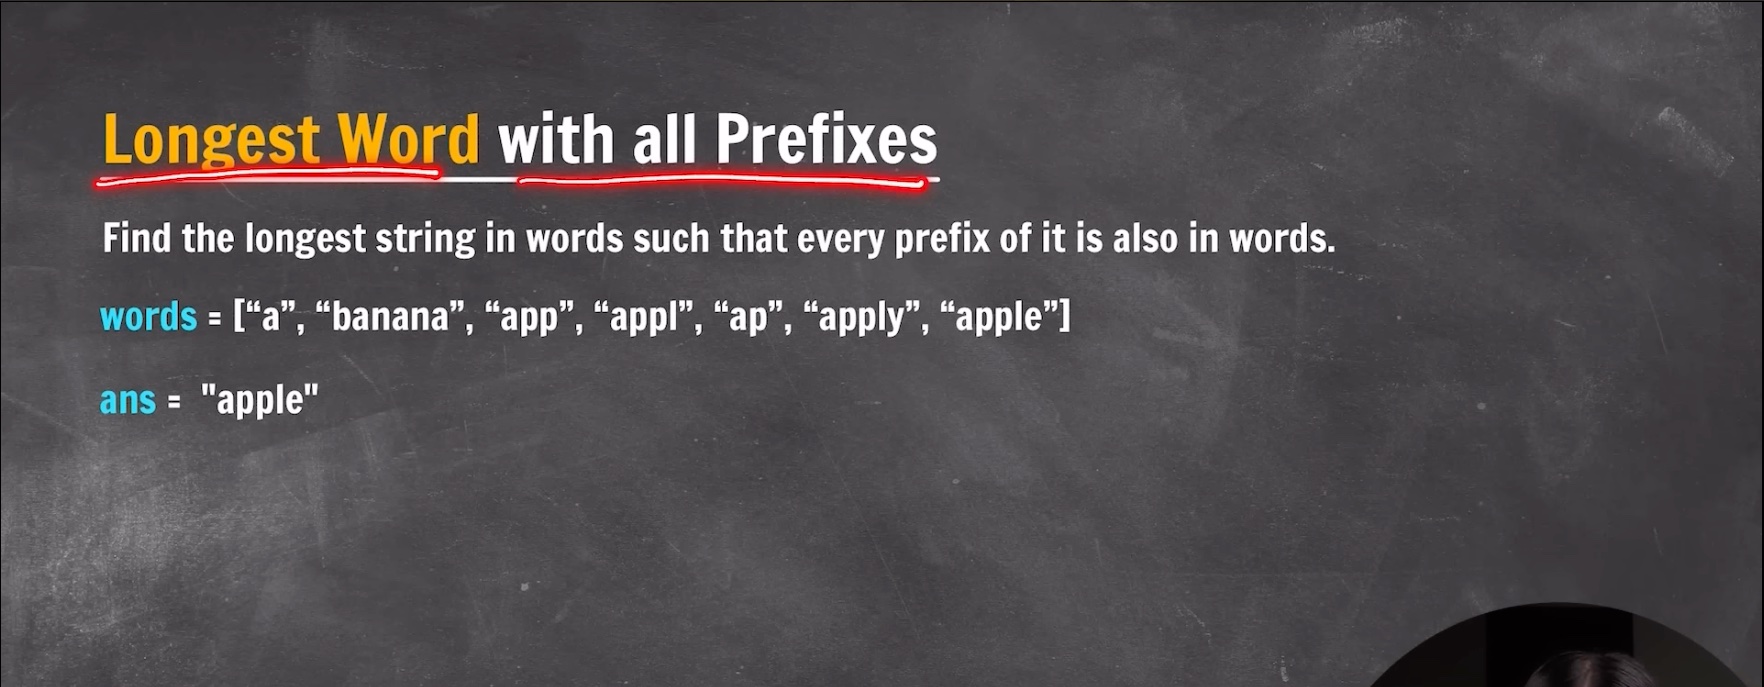 Longest Word with all Prefixes
Find the longest string in words such that every prefix of it is also in words.
words = [“a”, “banana”, “app”, “appl”, “ap”, “apply”, “apple”]
ans = "apple"